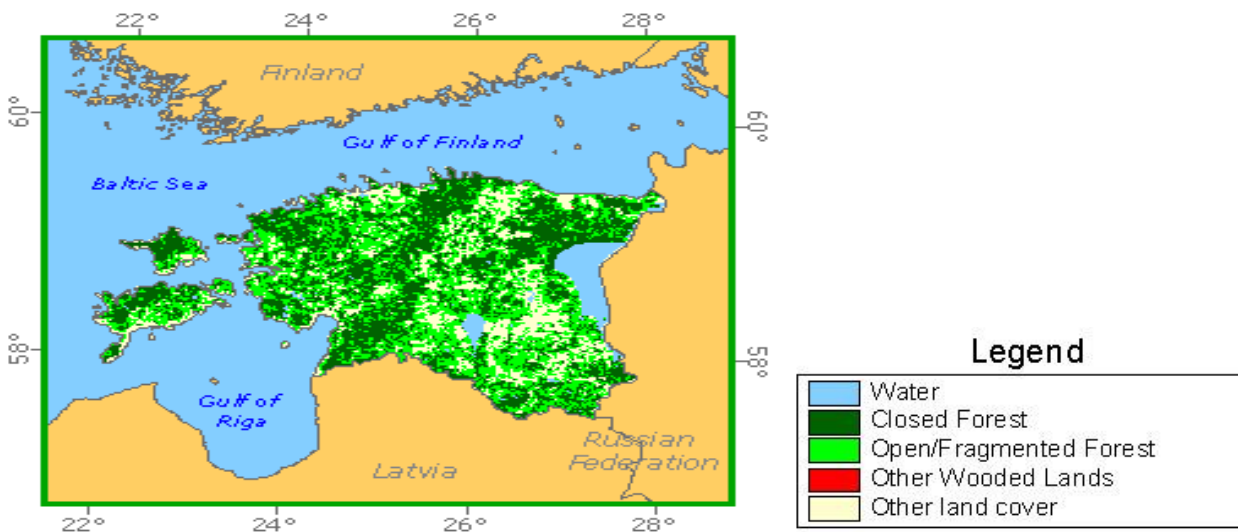 22° 24° 26° 28°
Finland
60° 60°
Gulf of Finland
Baltic Sea
58° 58°
Gulf of
Riga
Latvia
Russian
Federation
22° 24° 26° 28°
Legend
Water
Closed Forest
Open/Fragmented Forest
Other Wooded Lands
Other land cover